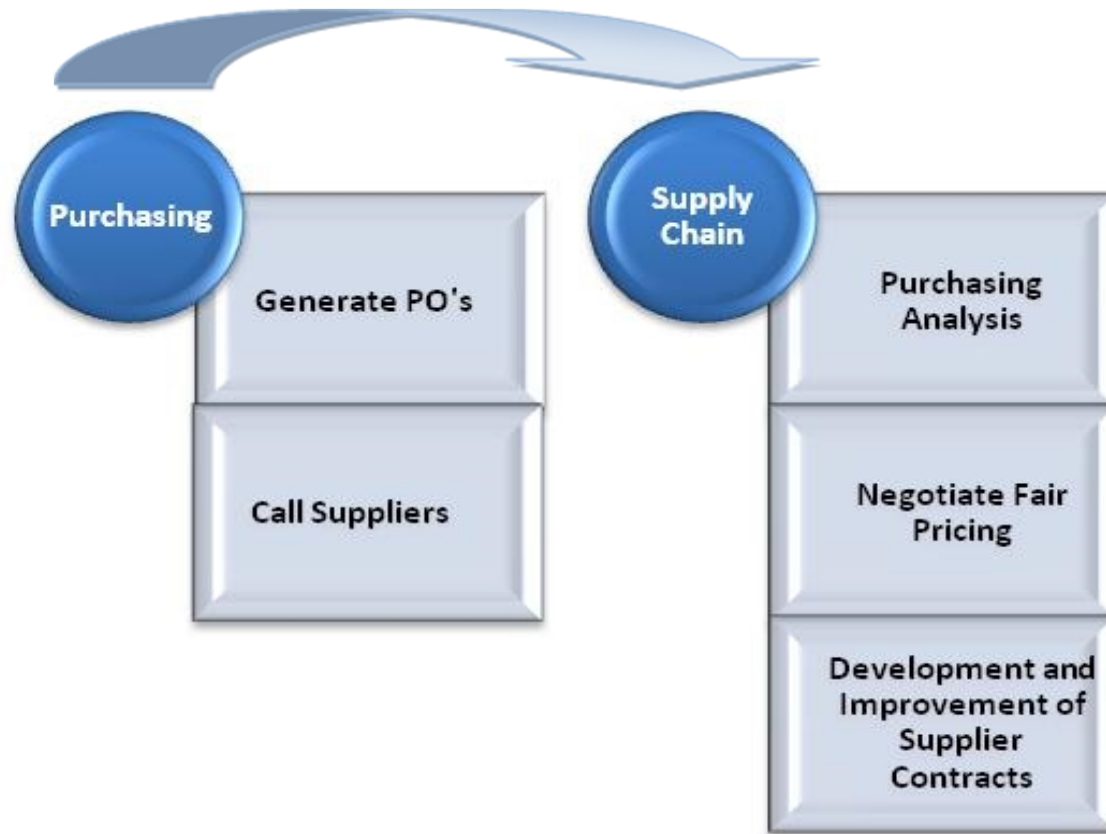 Purchasing
Generate PO's
Call Suppliers
Supply
Chain
Purchasing
Analysis
Negotiate Fair
Pricing
Development and
Improvement of
Supplier
Contracts